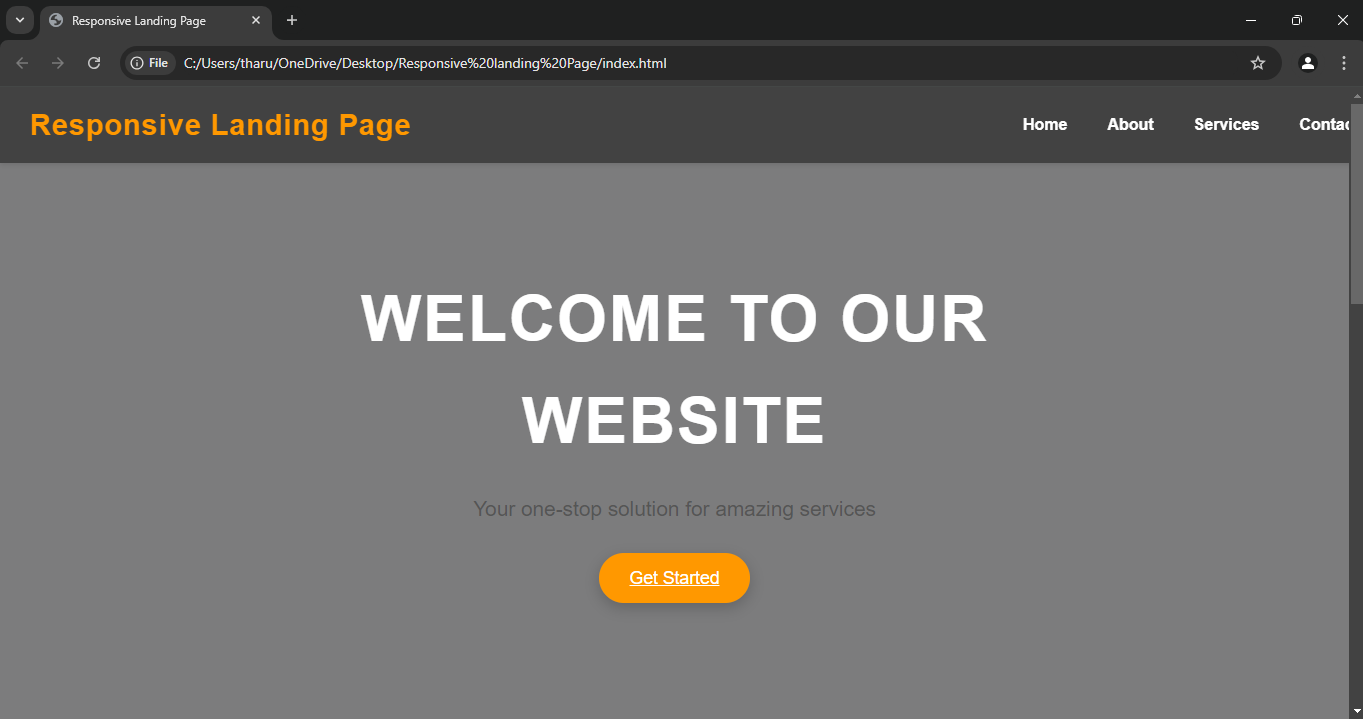 Responsive Landing Page
File C:/Users/tharu/OneDrive/Desktop/Responsive%20landing%20Page/index.html
Responsive Landing Page
Home About Services Contac
WELCOME TO OUR
WEBSITE
Your one-stop solution for amazing services
Get Started